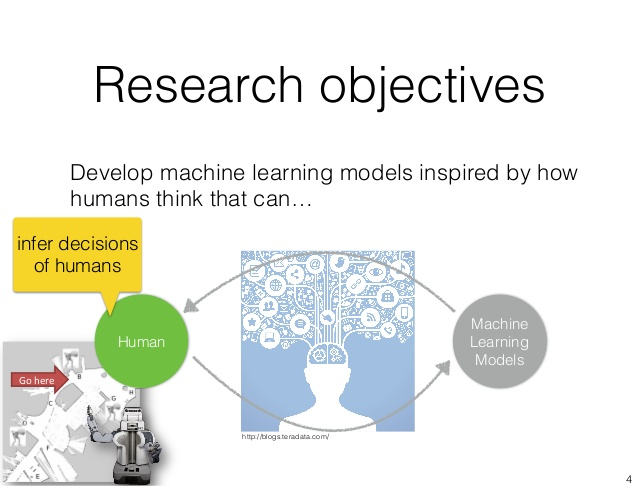 Research objectives
Develop machine learning models inspired by how
humans think that can…
infer decisions
of humans
Human
Machine
Learning
Models
Go here
B
H
G
C
D
E
http://blogs.teradata.com/
4